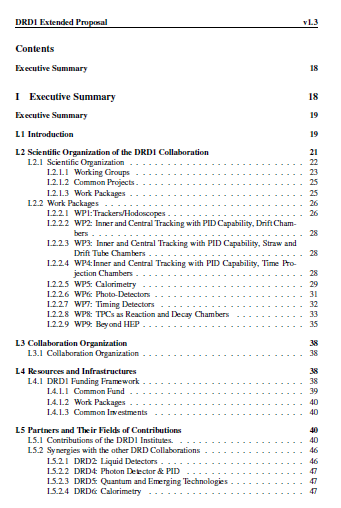 DRD1 Extended Proposal v1.3
Contents
Executive Summary 18
I Executive Summary 18
Executive Summary 19
I.1 Introduction 19
I.2 Scientific Organization of the DRD1 Collaboration 21
I.2.1 Scientific Organization . . . . . . . . . . . . . . . . . . . . . . . . . . 22
I.2.1.1 Working Groups . . . . . . . . . . . . . . . . . . . . . . . . . 23
I.2.1.2 Common Projects . . . . . . . . . . . . . . . . . . . . . . . . 25
I.2.1.3 Work Packages . . . . . . . . . . . . . . . . . . . . . . . . . 25
I.2.2 Work Packages . . . . . . . . . . . . . . . . . . . . . . . . . . . . . 26
I.2.2.1 WP1:Trackers/Hodoscopes . . . . . . . . . . . . . . . . . . . . 26
I.2.2.2 WP2: Inner and Central Tracking with PID Capability, Drift Cham-
bers . . . . . . . . . . . . . . . . . . . . . . . . . . . . . . 28
I.2.2.3 WP3: Inner and Central Tracking with PID Capability, Straw and
Drift Tube Chambers . . . . . . . . . . . . . . . . . . . . . . 28
I.2.2.4 WP4:Inner and Central Tracking with PID Capability, Time Pro-
jection Chambers . . . . . . . . . . . . . . . . . . . . . . . . 28
I.2.2.5 WP5: Calorimetry . . . . . . . . . . . . . . . . . . . . . . . 29
I.2.2.6 WP6: Photo-Detectors . . . . . . . . . . . . . . . . . . . . . 31
I.2.2.7 WP7: Timing Detectors . . . . . . . . . . . . . . . . . . . . . 32
I.2.2.8 WP8: TPCs as Reaction and Decay Chambers . . . . . . . . . . . 33
I.2.2.9 WP9: Beyond HEP . . . . . . . . . . . . . . . . . . . . . . . 35
I.3 Collaboration Organization 38
I.3.1 Collaboration Organization . . . . . . . . . . . . . . . . . . . . . . . 38
I.4 Resources and Infrastructures 38
I.4.1 DRD1 Funding Framework . . . . . . . . . . . . . . . . . . . . . . . . 38
I.4.1.1 Common Fund . . . . . . . . . . . . . . . . . . . . . . . . . . 39
I.4.1.2 Work Packages . . . . . . . . . . . . . . . . . . . . . . . . . 40
I.4.1.3 Common Investments . . . . . . . . . . . . . . . . . . . . . . 40
I.5 Partners and Their Fields of Contributions 40
I.5.1 Contributions of the DRD1 Institutes. . . . . . . . . . . . . . . . . . . 40
I.5.2 Synergies with the other DRD Collaborations . . . . . . . . . . . . . . . 46
I.5.2.1 DRD2: Liquid Detectors . . . . . . . . . . . . . . . . . . . . . 46
I.5.2.2 DRD4: Photon Detector & PID . . . . . . . . . . . . . . . . . . 47
I.5.2.3 DRD5: Quantum and Emerging Technologies . . . . . . . . . . . . 47
I.5.2.4 DRD6: Calorimetry . . . . . . . . . . . . . . . . . . . . . . . 47